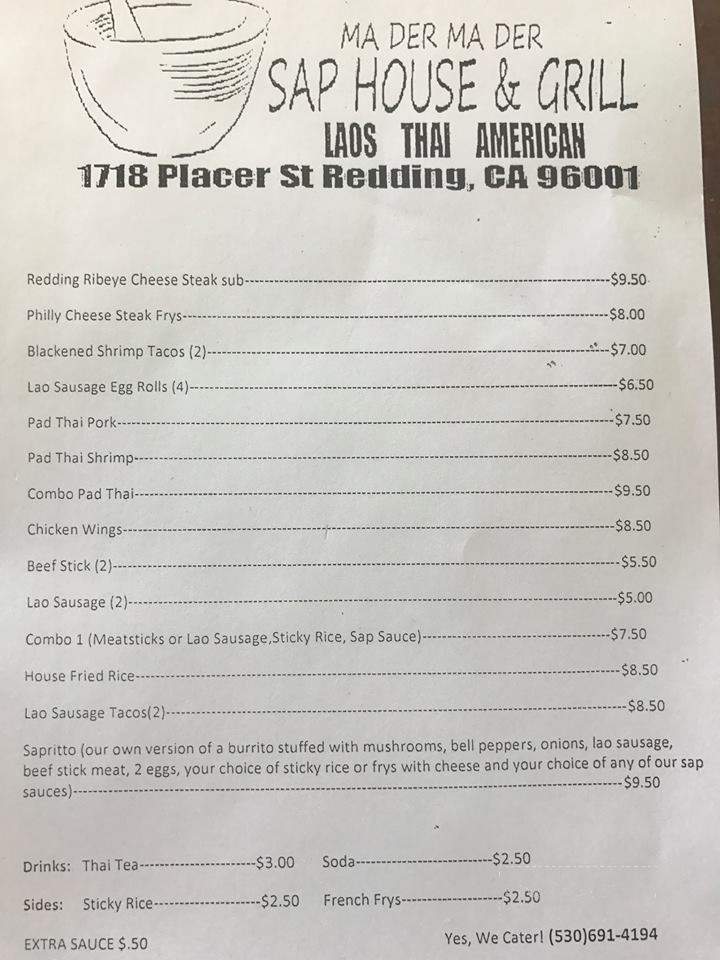 MA DER MA DER
SAP HOUSE & GRILL
LAOS THAI AMERICAN
1718 Placer St Redding, CA 96001
Redding Ribeye Cheese Steak sub----------$9.50
Philly Cheese Steak Frys----------$8.00
Blackened Shrimp Tacos (2)----------$7.00
Lao Sausage Egg Rolls (4)----------$6.50
Pad Thai Pork----------$7.50
Pad Thai Shrimp----------$8.50
Combo Pad Thai----------$9.50
Chicken Wings----------$8.50
Beef Stick (2)----------$5.50
Lao Sausage (2)----------$5.00
Combo 1 (Meatsticks or Lao Sausage,Sticky Rice, Sap Sauce)----------$7.50
House Fried Rice----------$8.50
Lao Sausage Tacos(2)----------$8.50
Sapritto (our own version of a burrito stuffed with mushrooms, bell peppers, onions, lao sausage,
beef stick meat, 2 eggs, your choice of sticky rice or frys with cheese and your choice of any of our sap
sauces)----------$9.50
Drinks: Thai Tea----------$3.00 Soda----------$2.50
Sides: Sticky Rice----------$2.50 French Frys----------$2.50
EXTRA SAUCE $.50 Yes, We Cater! (530)691-4194